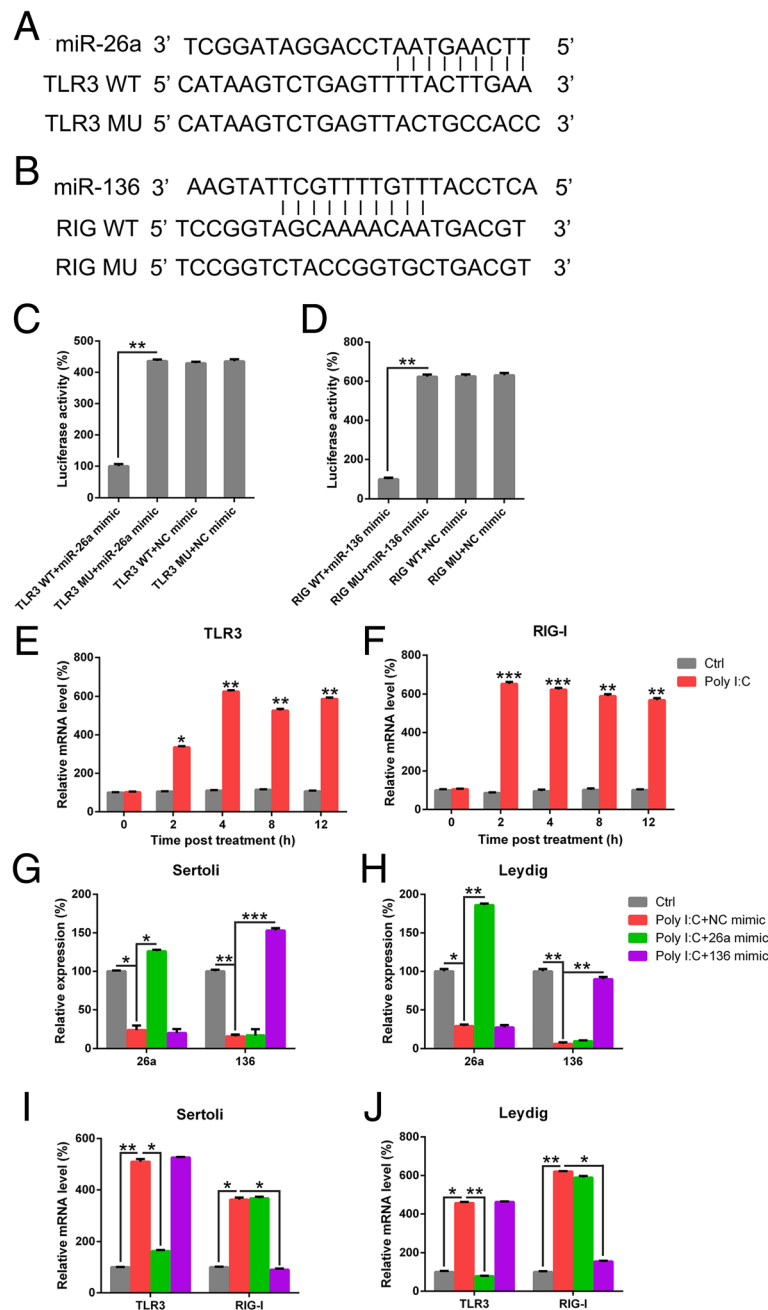 A
miR-26a 3’ TCGGATAGGACCTAATGAACTT 5’
TLR3 WT 5’ CATAAGTCTGAGTTTTACTTGAA 3’
TLR3 MU 5’ CATAAGTCTGAGTTACTGCCACC 3’
B
miR-136 3’ AAGTATTCGTTTTGTTTACCTCA 5’
RIG WT 5’ TCCGGTAGCAAAACAATGACGT 3’
RIG MU 5’ TCCGGTCTACCGGTGCTGACGT 3’
C
Luciferase activity (%)
500
400
300
200
100
0
**
TLR3 WT+miR-26a mimic
TLR3 MU+miR-26a mimic
TLR3 WT+NC mimic
TLR3 MU+NC mimic
D
Luciferase activity (%)
800
600
400
200
0
**
RIG WT+miR-136 mimic
RIG MU+miR-136 mimic
RIG WT+NC mimic
RIG MU+NC mimic
E
TLR3
Relative mRNA level (%)
800
600
400
200
0
* ** ** **
0 2 4 8 12
Time post treatment (h)
F
RIG-I
Relative mRNA level (%)
800
600
400
200
0
*** *** ** **
0 2 4 8 12
Time post treatment (h)
Ctrl
Poly I:C
G
Sertoli
Relative expression (%)
200
150
100
50
0
* * ** ***
26a 136
H
Leydig
Relative expression (%)
200
150
100
50
0
* ** ** **
26a 136
Ctrl
Poly I:C+NC mimic
Poly I:C+26a mimic
Poly I:C+136 mimic
I
Sertoli
Relative mRNA level (%)
600
400
200
0
** * * *
TLR3 RIG-I
J
Leydig
Relative mRNA level (%)
800
600
400
200
0
* ** ** *
TLR3 RIG-I